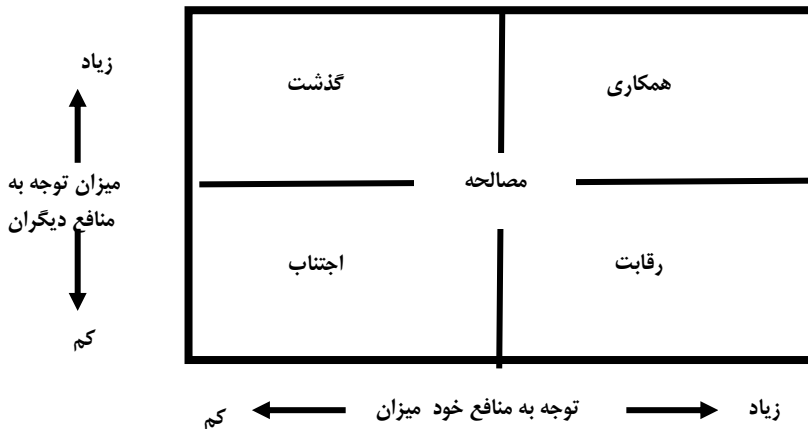 زیاد
گذشت
همکاری
میزان توجه به
منافع دیگران
مصالحه
اجتناب
رقابت
کم
کم
توجه به منافع خود میزان
زیاد